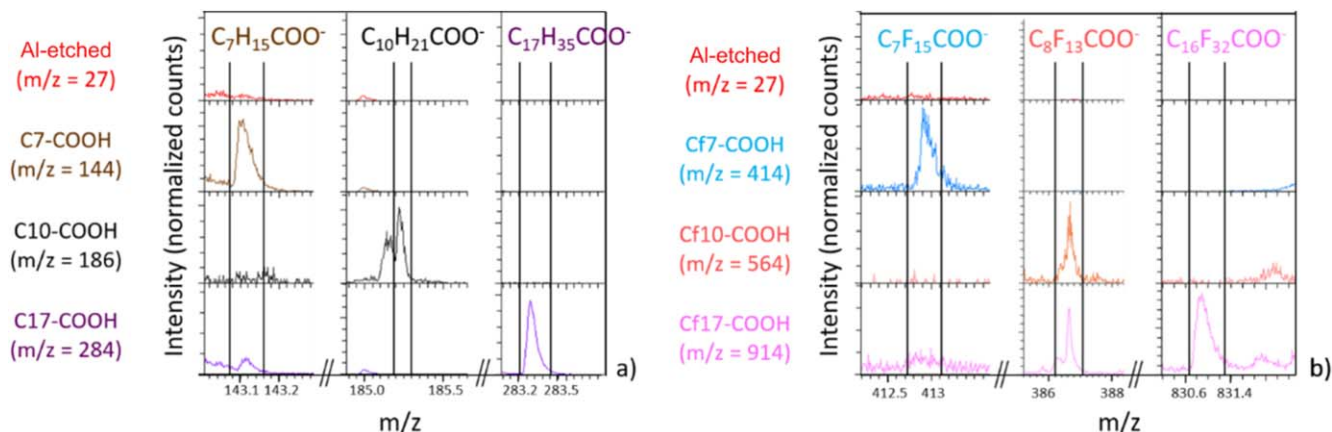 C₇H₁₅COO⁻ C₁₀H₂₁COO⁻ C₁₇H₃₅COO⁻
Al-etched
(m/z = 27)
C7-COOH
(m/z = 144)
C10-COOH
(m/z = 186)
C17-COOH
(m/z = 284)
Intensity (normalized counts)
143.1 143.2 // 185.0 185.5 // 283.2 283.5
m/z
a)
C₇F₁₅COO⁻ C₈F₁₃COO⁻ C₁₆F₃₂COO⁻
Al-etched
(m/z = 27)
Cf7-COOH
(m/z = 414)
Cf10-COOH
(m/z = 564)
Cf17-COOH
(m/z = 914)
Intensity (normalized counts)
412.5 413 // 386 388 // 830.6 831.4
m/z
b)